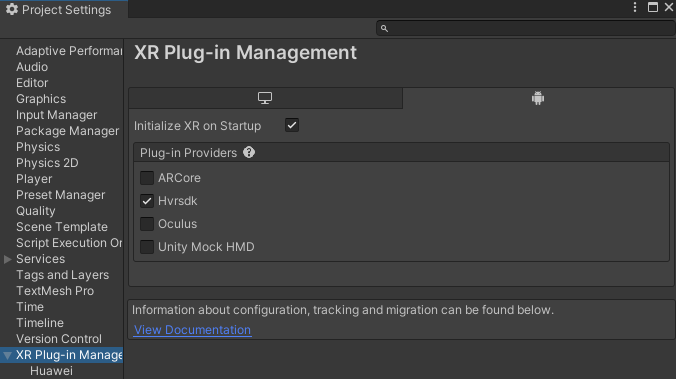 Project Settings
XR Plug-in Management
Adaptive Performan
Audio
Editor
Graphics
Input Manager
Package Manager
Physics
Physics 2D
Player
Preset Manager
Quality
Scene Template
Script Execution Or
Services
Tags and Layers
TextMesh Pro
Time
Timeline
Version Control
XR Plug-in Manage
Huawei
Initialize XR on Startup
Plug-in Providers ?
ARCore
Hvrsdk
Oculus
Unity Mock HMD
Information about configuration, tracking and migration can be found below.
View Documentation